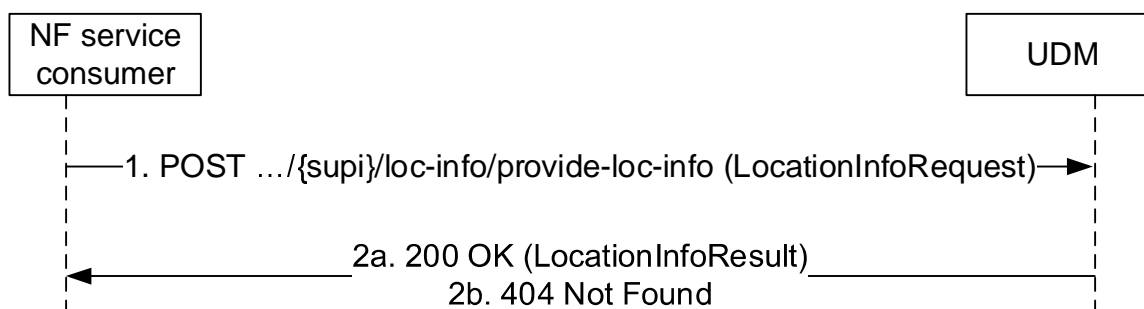 NF service
consumer
UDM
1. POST …/{supi}/loc-info/provide-loc-info (LocationInfoRequest)
2a. 200 OK (LocationInfoResult)
2b. 404 Not Found